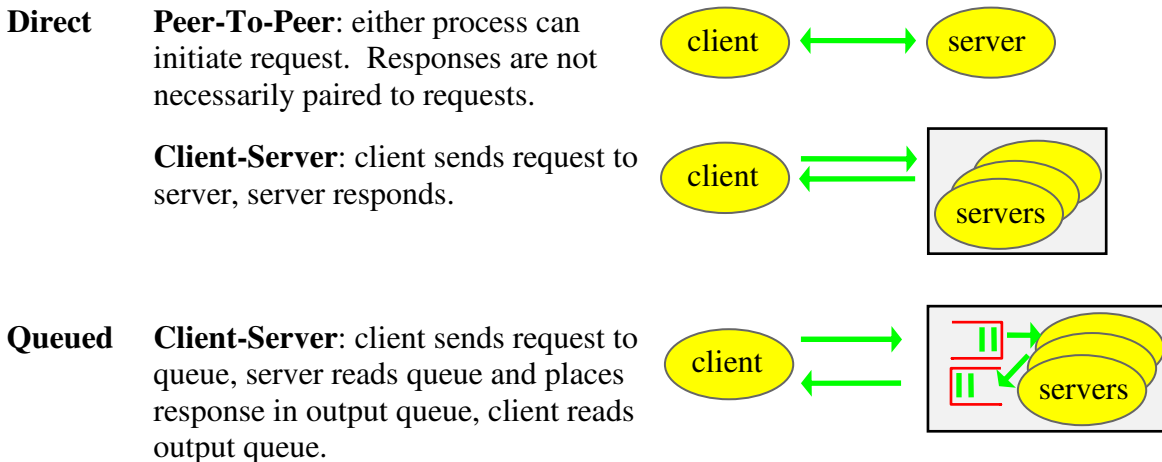 Direct Peer-To-Peer: either process can
initiate request. Responses are not
necessarily paired to requests.
client server
Client-Server: client sends request to
server, server responds.
client servers
Queued Client-Server: client sends request to
queue, server reads queue and places
response in output queue, client reads
output queue.
client servers